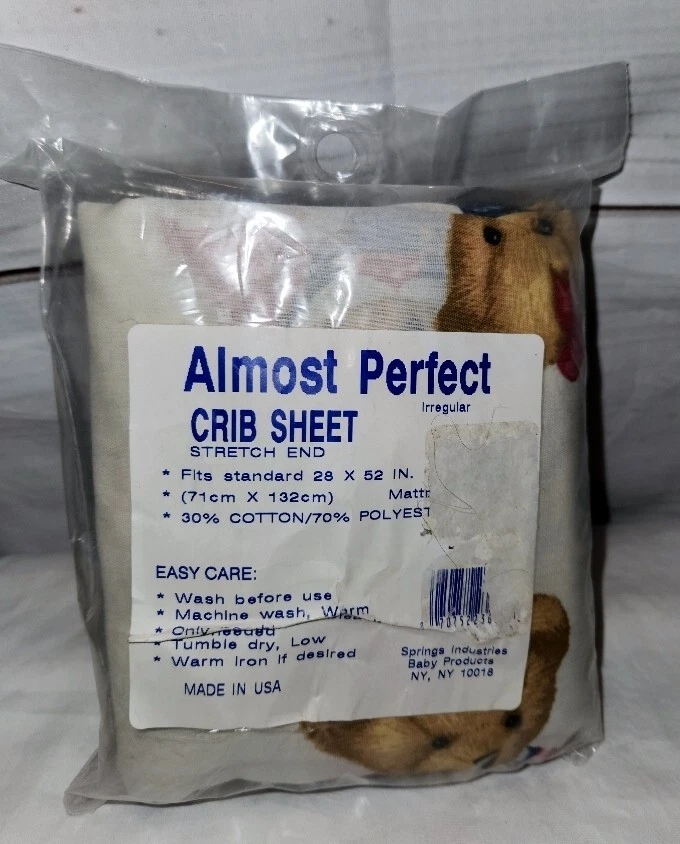 Almost Perfect
Irregular
CRIB SHEET
STRETCH END
* Fits standard 28 X 52 IN.
* (71cm X 132cm) Mattr
* 30% COTTON/70% POLYEST
EASY CARE:
* Wash before use
* Machine wash, Warm
* Only
* Tumble dry, Low
* Warm Iron if desired
MADE IN USA
Springs Industries
Baby Products
NY, NY 10018